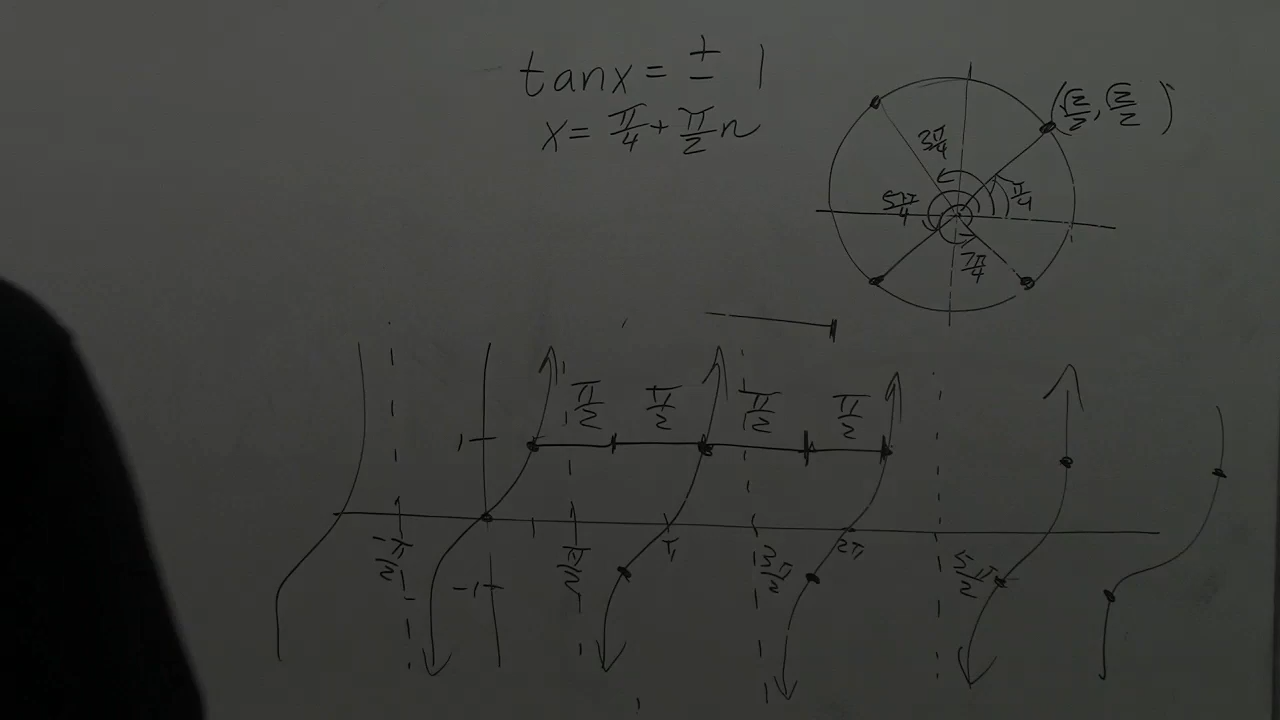 tanx = ± 1
x = π/4 + π/2 n
(√2/2, √2/2)
3π/4
π/4
5π/4
7π/4
π/2 π/2 π/2 π/2
1
-π/2 π/2 π 3π/2 2π 5π/2
-1